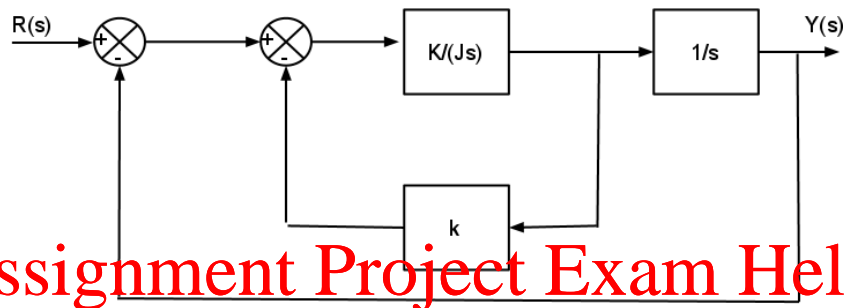 R(s)
Y(s)
+
-
+
-
K/(Js)
1/s
k
ssignment Project Exam Hel